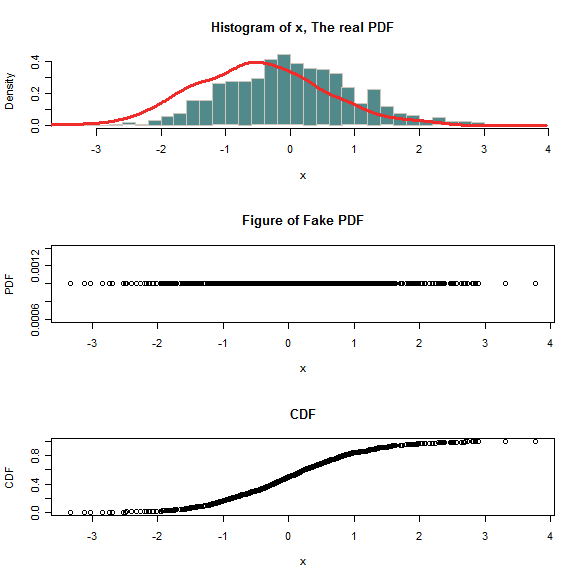 Histogram of x, The real PDF
Density
0.0 0.2 0.4
-3 -2 -1 0 1 2 3 4
x
Figure of Fake PDF
PDF
0.0006 0.0012
-3 -2 -1 0 1 2 3 4
x
CDF
CDF
0.0 0.4 0.8
-3 -2 -1 0 1 2 3 4
x